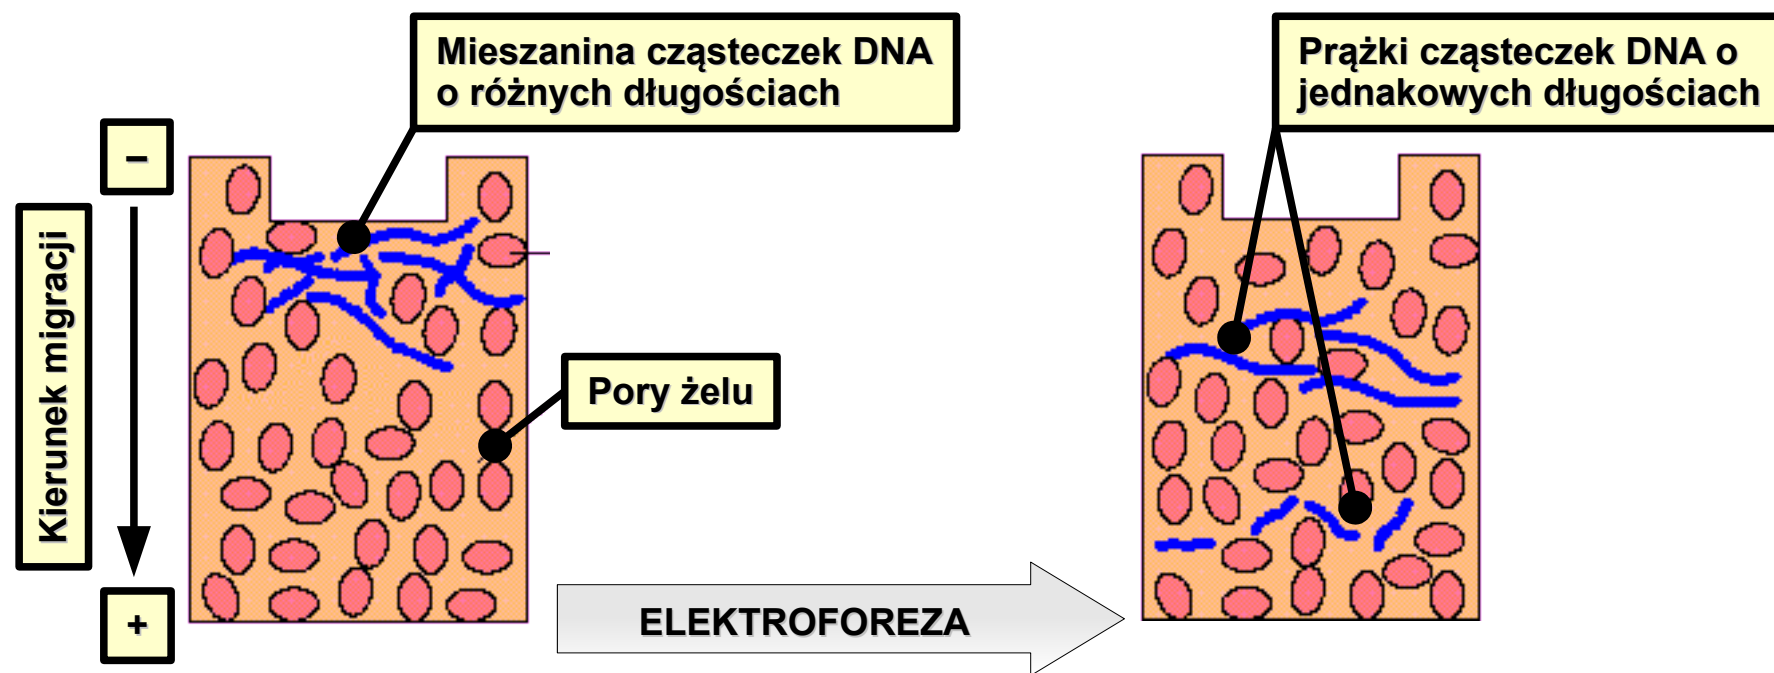 Mieszanina cząsteczek DNA
o różnych długościach
Prążki cząsteczek DNA o
jednakowych długościach
–
Kierunek migracji
+
Pory żelu
ELEKTROFOREZA